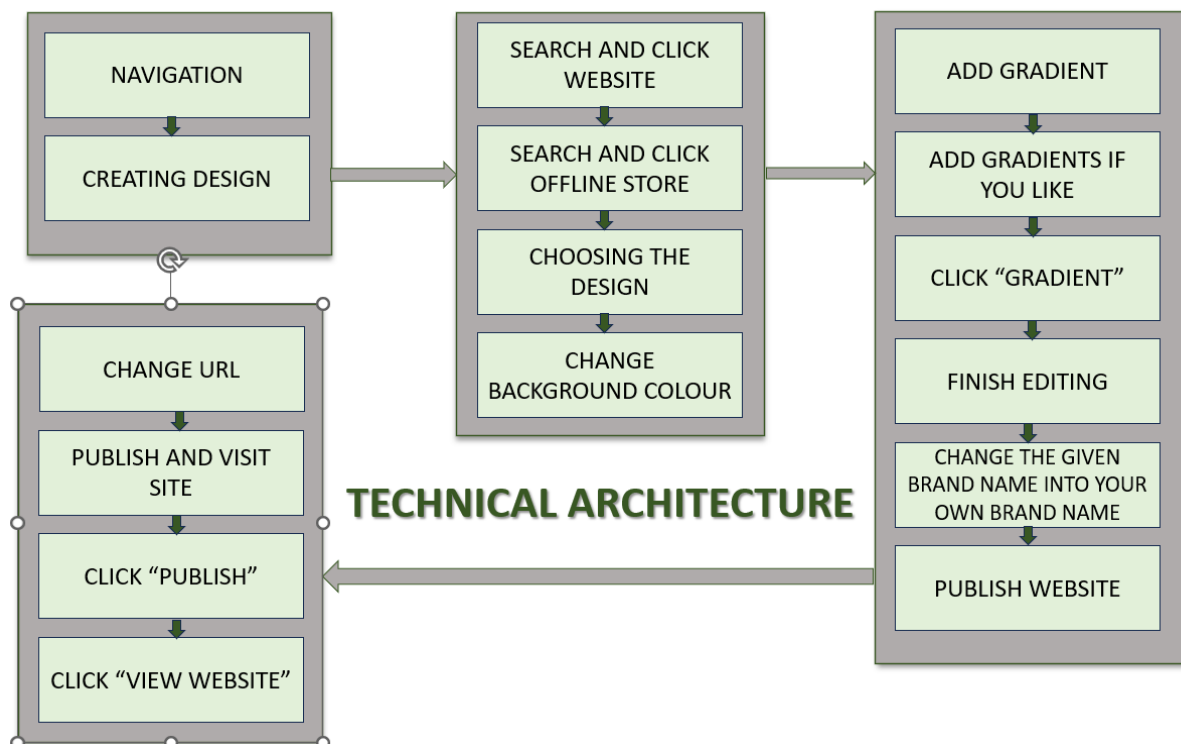 NAVIGATION
CREATING DESIGN
SEARCH AND CLICK
WEBSITE
SEARCH AND CLICK
OFFLINE STORE
CHOOSING THE
DESIGN
CHANGE
BACKGROUND COLOUR
ADD GRADIENT
ADD GRADIENTS IF
YOU LIKE
CLICK “GRADIENT”
FINISH EDITING
CHANGE THE GIVEN
BRAND NAME INTO YOUR
OWN BRAND NAME
PUBLISH WEBSITE
CHANGE URL
PUBLISH AND VISIT
SITE
CLICK “PUBLISH”
CLICK “VIEW WEBSITE”
TECHNICAL ARCHITECTURE